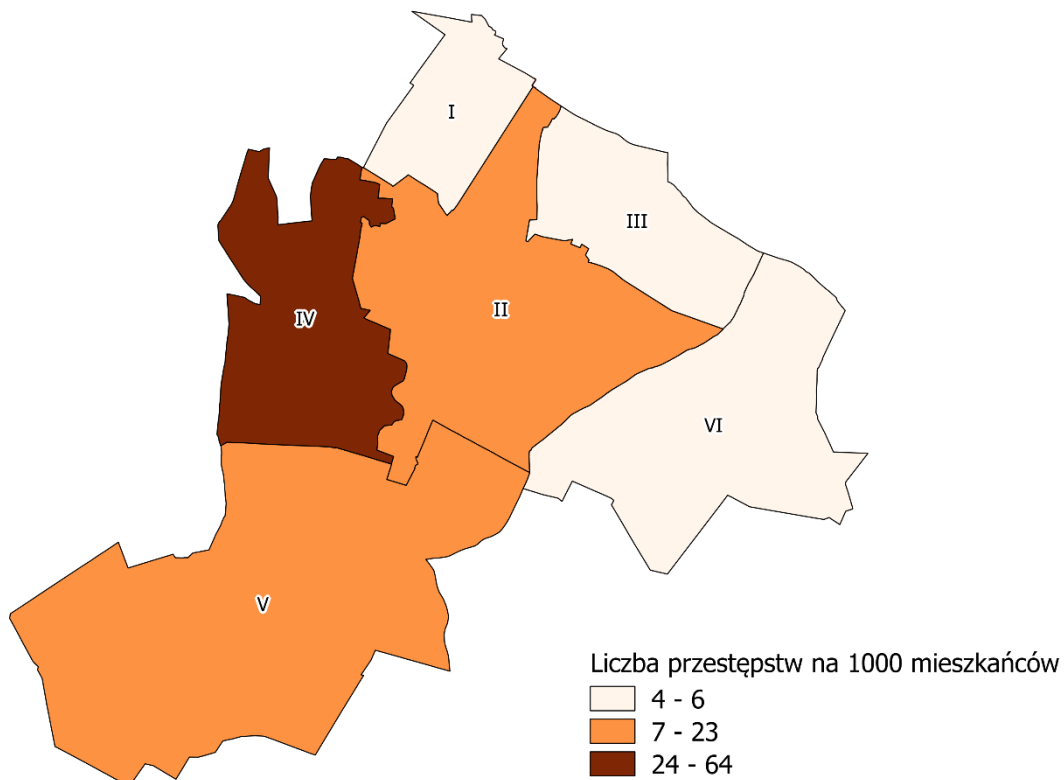 I
III
II
IV
VI
V
Liczba przestępstw na 1000 mieszkańców
4 - 6
7 - 23
24 - 64